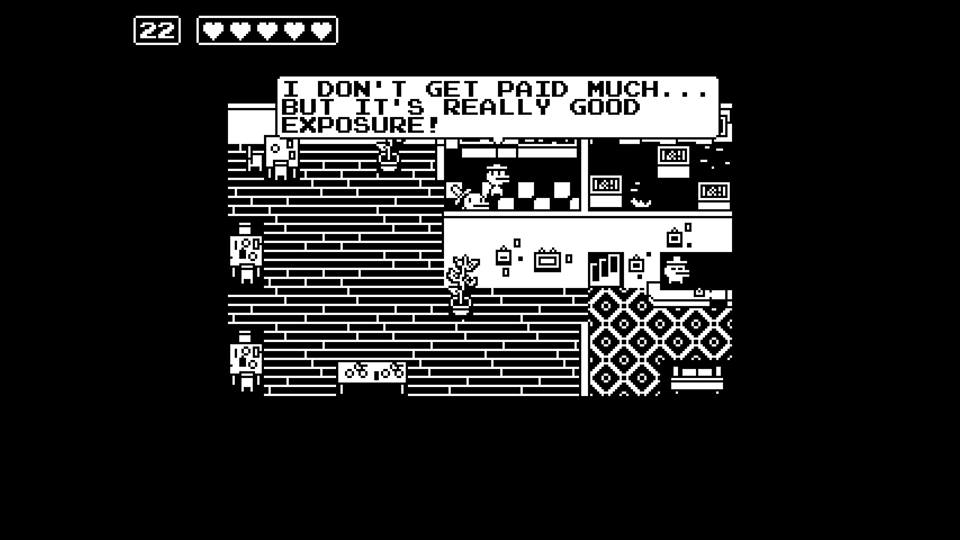 22
I DON'T GET PAID MUCH...
BUT IT'S REALLY GOOD
EXPOSURE!